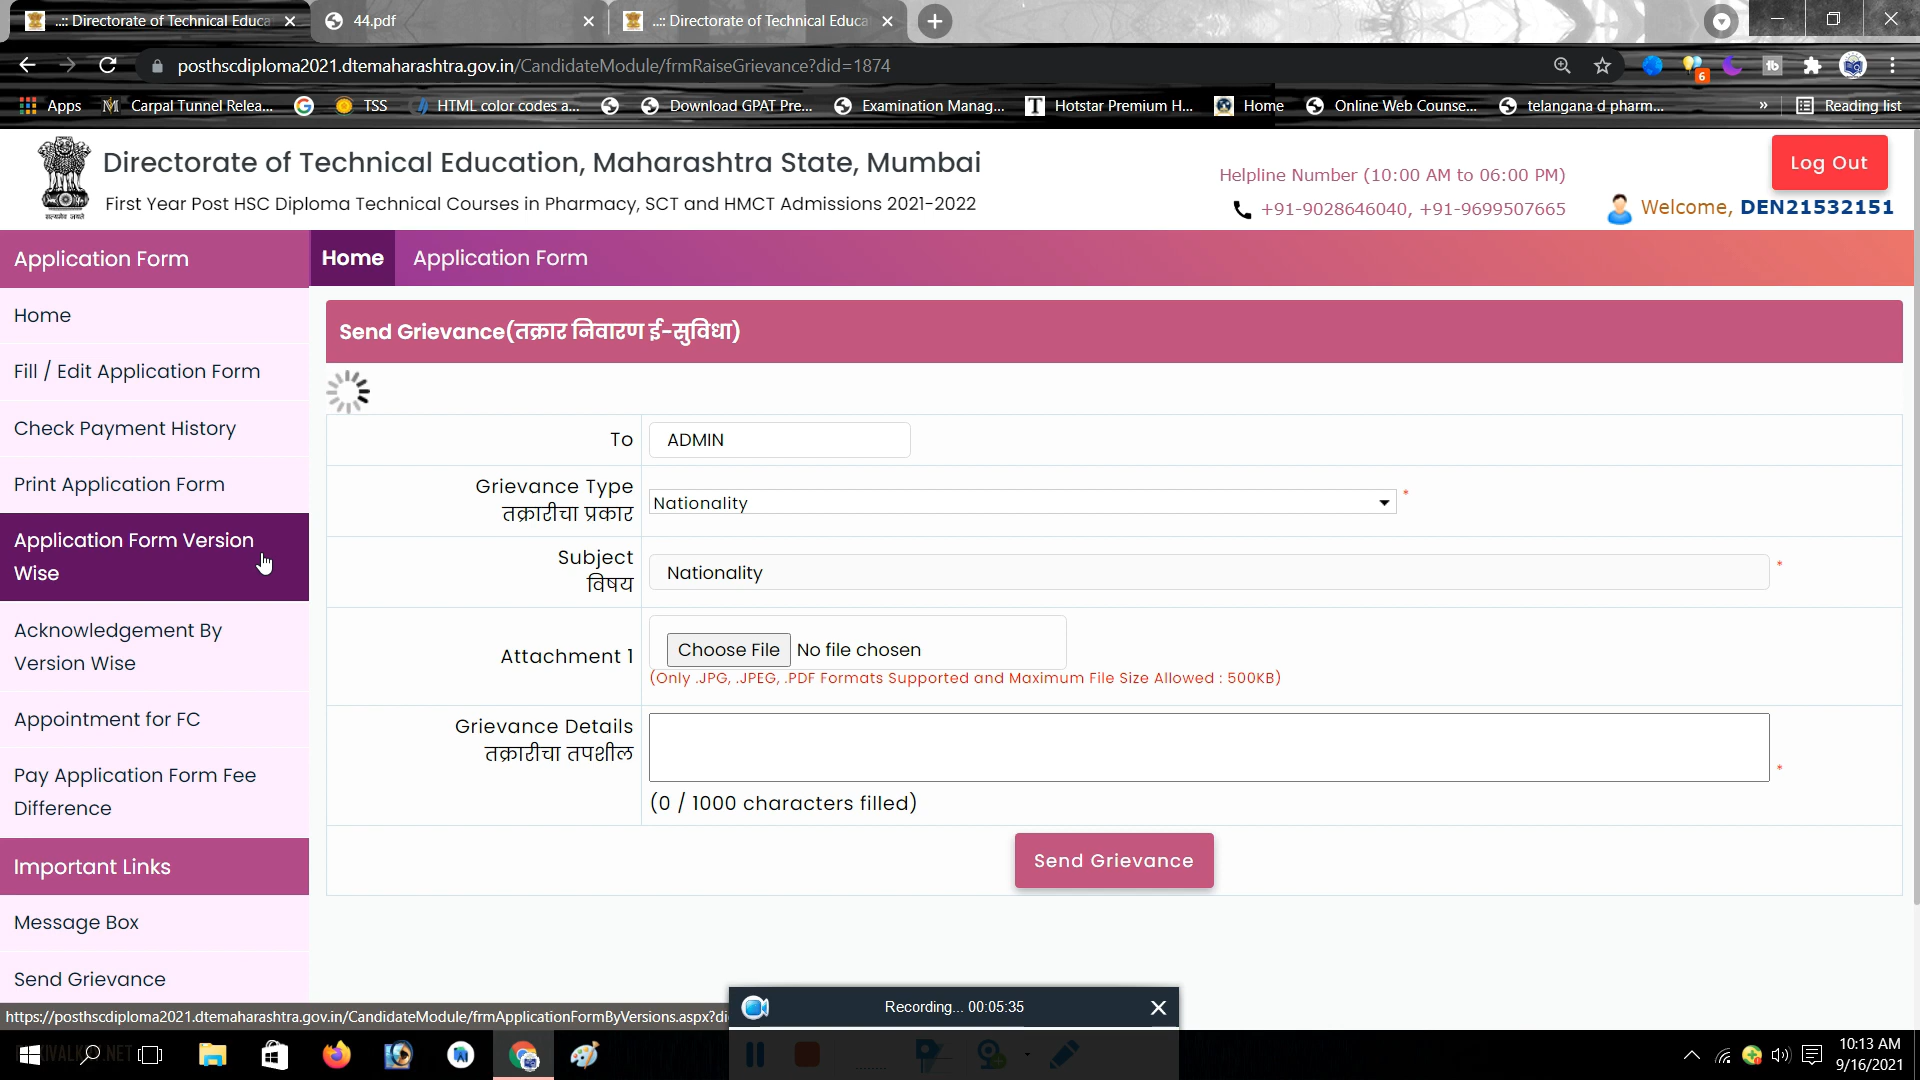 ..:: Directorate of Technical Educa
44.pdf
..:: Directorate of Technical Educa
posthscdiploma2021.dtemaharashtra.gov.in/CandidateModule/frmRaiseGrievance?did=1874
6
Apps
Carpal Tunnel Relea...
TSS
HTML color codes a...
Download GPAT Pre...
Examination Manag...
Hotstar Premium H...
Home
Online Web Counse...
telangana d pharm...
»
Reading list
Directorate of Technical Education, Maharashtra State, Mumbai
First Year Post HSC Diploma Technical Courses in Pharmacy, SCT and HMCT Admissions 2021-2022
Helpline Number (10:00 AM to 06:00 PM)
+91-9028646040, +91-9699507665
Log Out
Welcome, DEN21532151
सत्यमेव जयते
Application Form
Home
Application Form
Home
Fill / Edit Application Form
Check Payment History
Print Application Form
Application Form Version
Wise
Acknowledgement By
Version Wise
Appointment for FC
Pay Application Form Fee
Difference
Important Links
Message Box
Send Grievance
Send Grievance(तक्रार निवारण ई-सुविधा)
To
ADMIN
Grievance Type
तक्रारीचा प्रकार
Nationality
*
Subject
विषय
Nationality
*
Attachment 1
Choose File No file chosen
(Only .JPG, .JPEG, .PDF Formats Supported and Maximum File Size Allowed : 500KB)
Grievance Details
तक्रारीचा तपशील
*
(0 / 1000 characters filled)
Send Grievance
https://posthscdiploma2021.dtemaharashtra.gov.in/CandidateModule/frmApplicationFormByVersions.aspx?di
Recording... 00:05:35
10:13 AM
9/16/2021